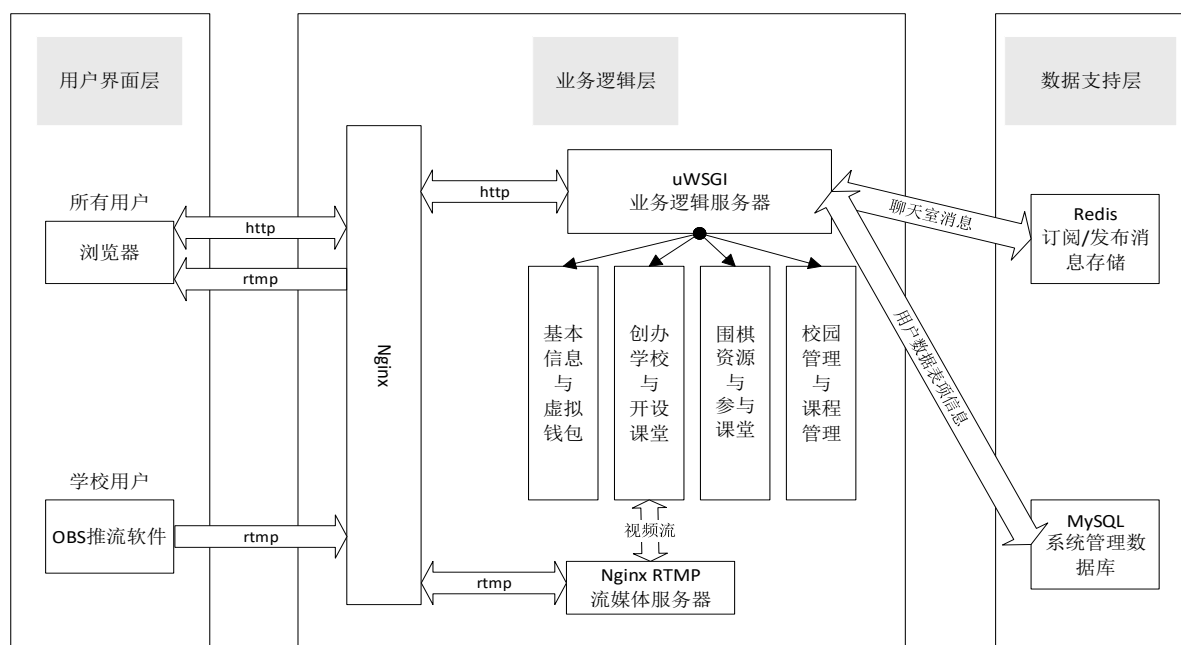 用户界面层
业务逻辑层
数据支持层
所有用户
浏览器
http
rtmp
学校用户
OBS推流软件
rtmp
Nginx
http
uWSGI
业务逻辑服务器
基本
信息
与
虚拟
钱包
创办
学校
与
开设
课堂
围棋
资源
与
参与
课堂
校园
管理
与
课程
管理
视频流
rtmp
Nginx RTMP
流媒体服务器
聊天室消息
用户数据表项信息
Redis
订阅/发布消
息存储
MySQL
系统管理数
据库